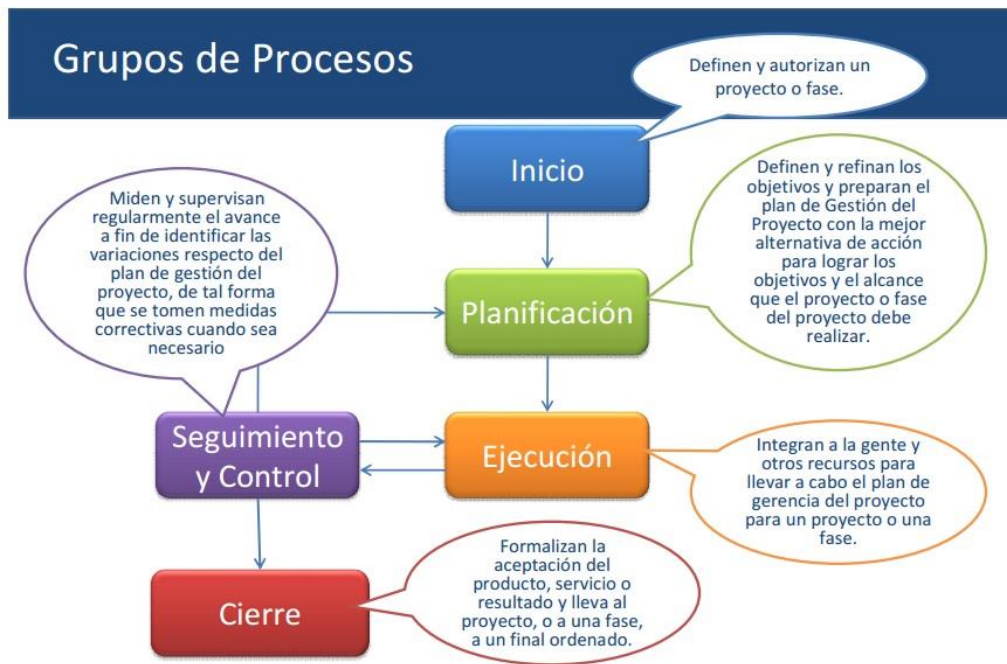 Grupos de Procesos
Definen y autorizan un
proyecto o fase.
Inicio
Definen y refinan los
objetivos y preparan el
plan de Gestión del
Proyecto con la mejor
alternativa de acción
para lograr los
objetivos y el alcance
que el proyecto o fase
del proyecto debe
realizar.
Miden y supervisan
regularmente el avance
a fin de identificar las
variaciones respecto del
plan de gestión del
proyecto, de tal forma
que se tomen medidas
correctivas cuando sea
necesario
Planificación
Seguimiento
y Control
Ejecución
Integran a la gente y
otros recursos para
llevar a cabo el plan de
gerencia del proyecto
para un proyecto o una
fase.
Formalizan la
aceptación del
producto, servicio o
resultado y lleva al
proyecto, o a una fase,
a un final ordenado.
Cierre